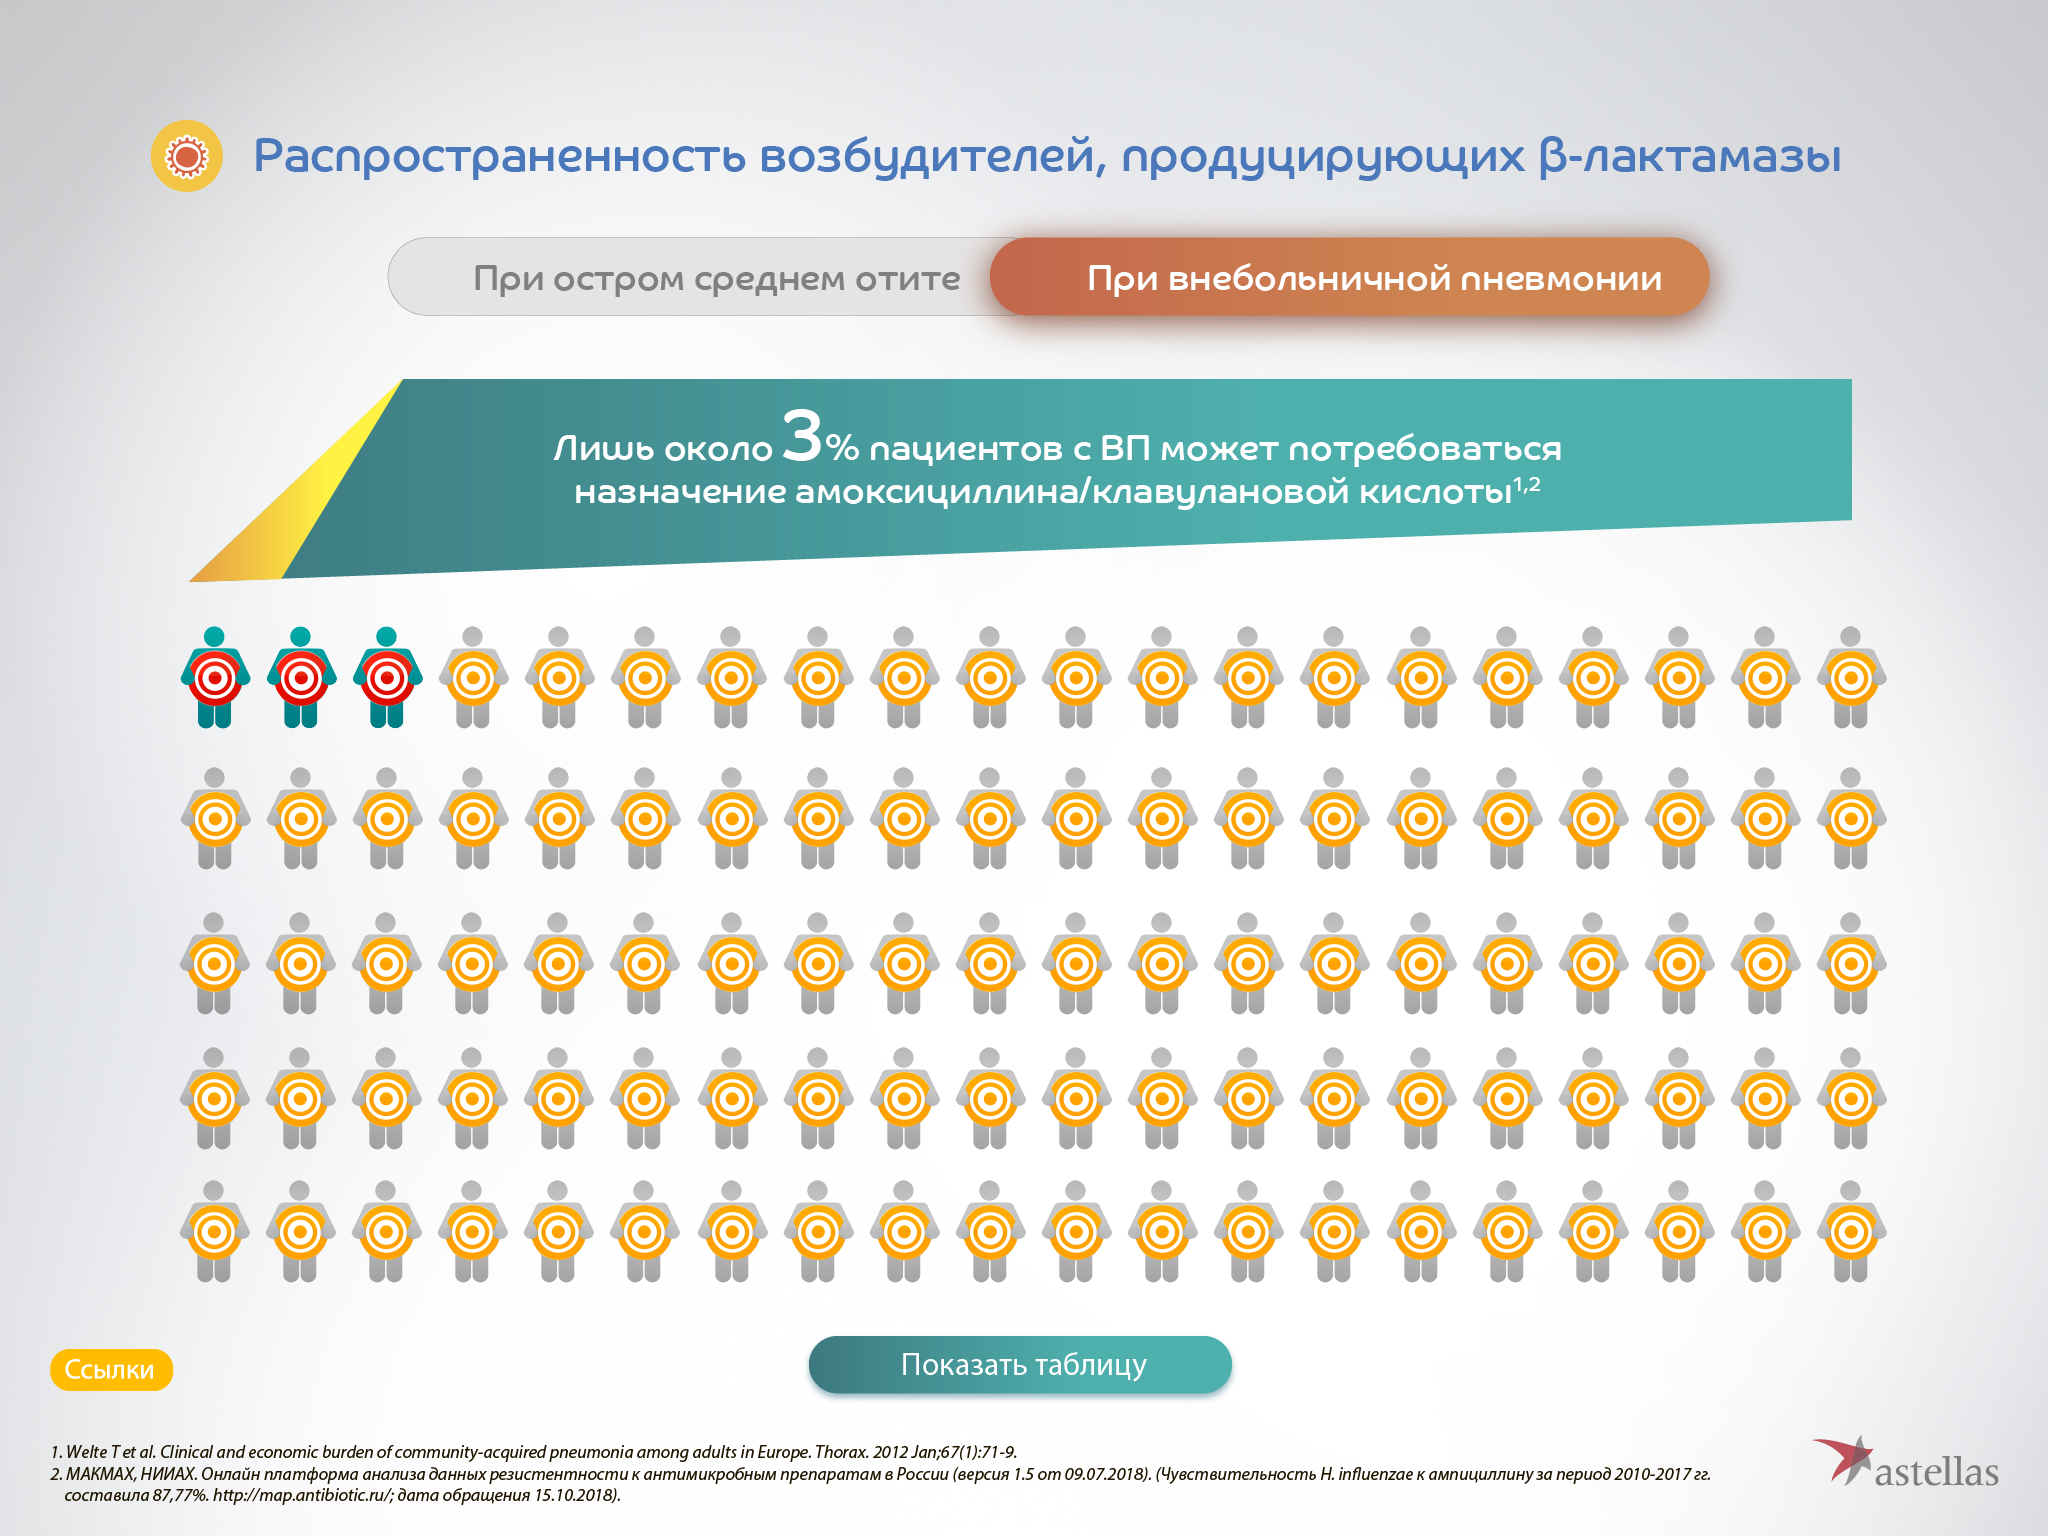 Распространенность возбудителей, продуцирующих β-лактамазы
При остром среднем отите
При внебольничной пневмонии
Лишь около 3% пациентов с ВП может потребоваться
назначение амоксициллина/клавулановой кислоты1,2
Показать таблицу
Ссылки
1. Welte T et al. Clinical and economic burden of community-acquired pneumonia among adults in Europe. Thorax. 2012 Jan;67(1):71-9.
2. МАКМАХ, НИИАХ. Онлайн платформа анализа данных резистентности к антимикробным препаратам в России (версия 1.5 от 09.07.2018). (Чувствительность H. influenzae к ампициллину за период 2010-2017 гг.
составила 87,77%. http://map.antibiotic.ru/; дата обращения 15.10.2018).
astellas